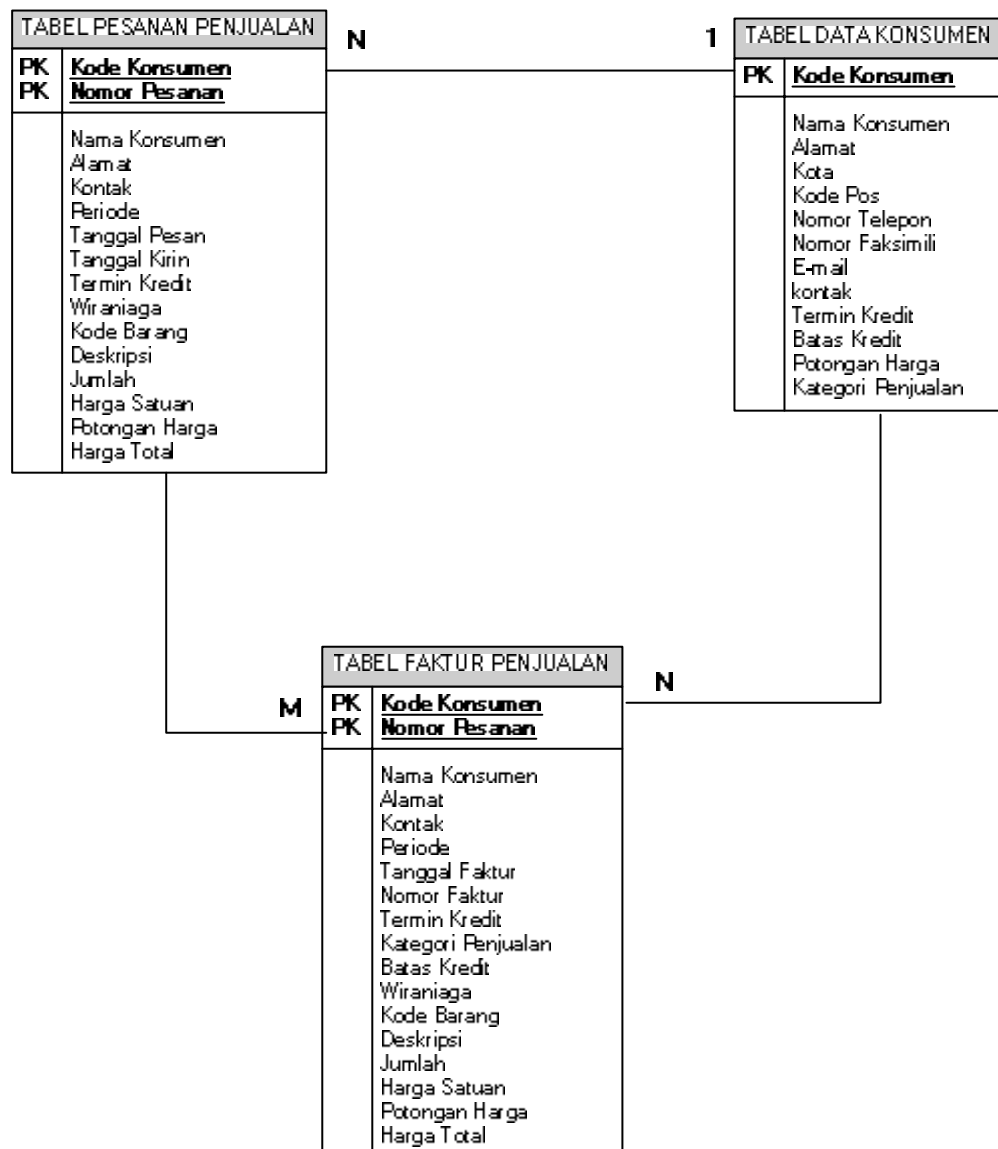 TABEL PESANAN PENJUALAN
PK Kode Konsumen
PK Nomor Pesanan
Nama Konsumen
Alamat
Kontak
Periode
Tanggal Pesan
Tanggal Kirin
Termin Kredit
Wiraniaga
Kode Barang
Deskripsi
Jumlah
Harga Satuan
Potongan Harga
Harga Total
N
1
TABEL DATA KONSUMEN
PK Kode Konsumen
Nama Konsumen
Alamat
Kota
Kode Pos
Nomor Telepon
Nomor Faksimili
E-mail
kontak
Termin Kredit
Batas Kredit
Potongan Harga
Kategori Penjualan
M
N
TABEL FAKTUR PENJUALAN
PK Kode Konsumen
PK Nomor Pesanan
Nama Konsumen
Alamat
Kontak
Periode
Tanggal Faktur
Nomor Faktur
Termin Kredit
Kategori Penjualan
Batas Kredit
Wiraniaga
Kode Barang
Deskripsi
Jumlah
Harga Satuan
Potongan Harga
Harga Total